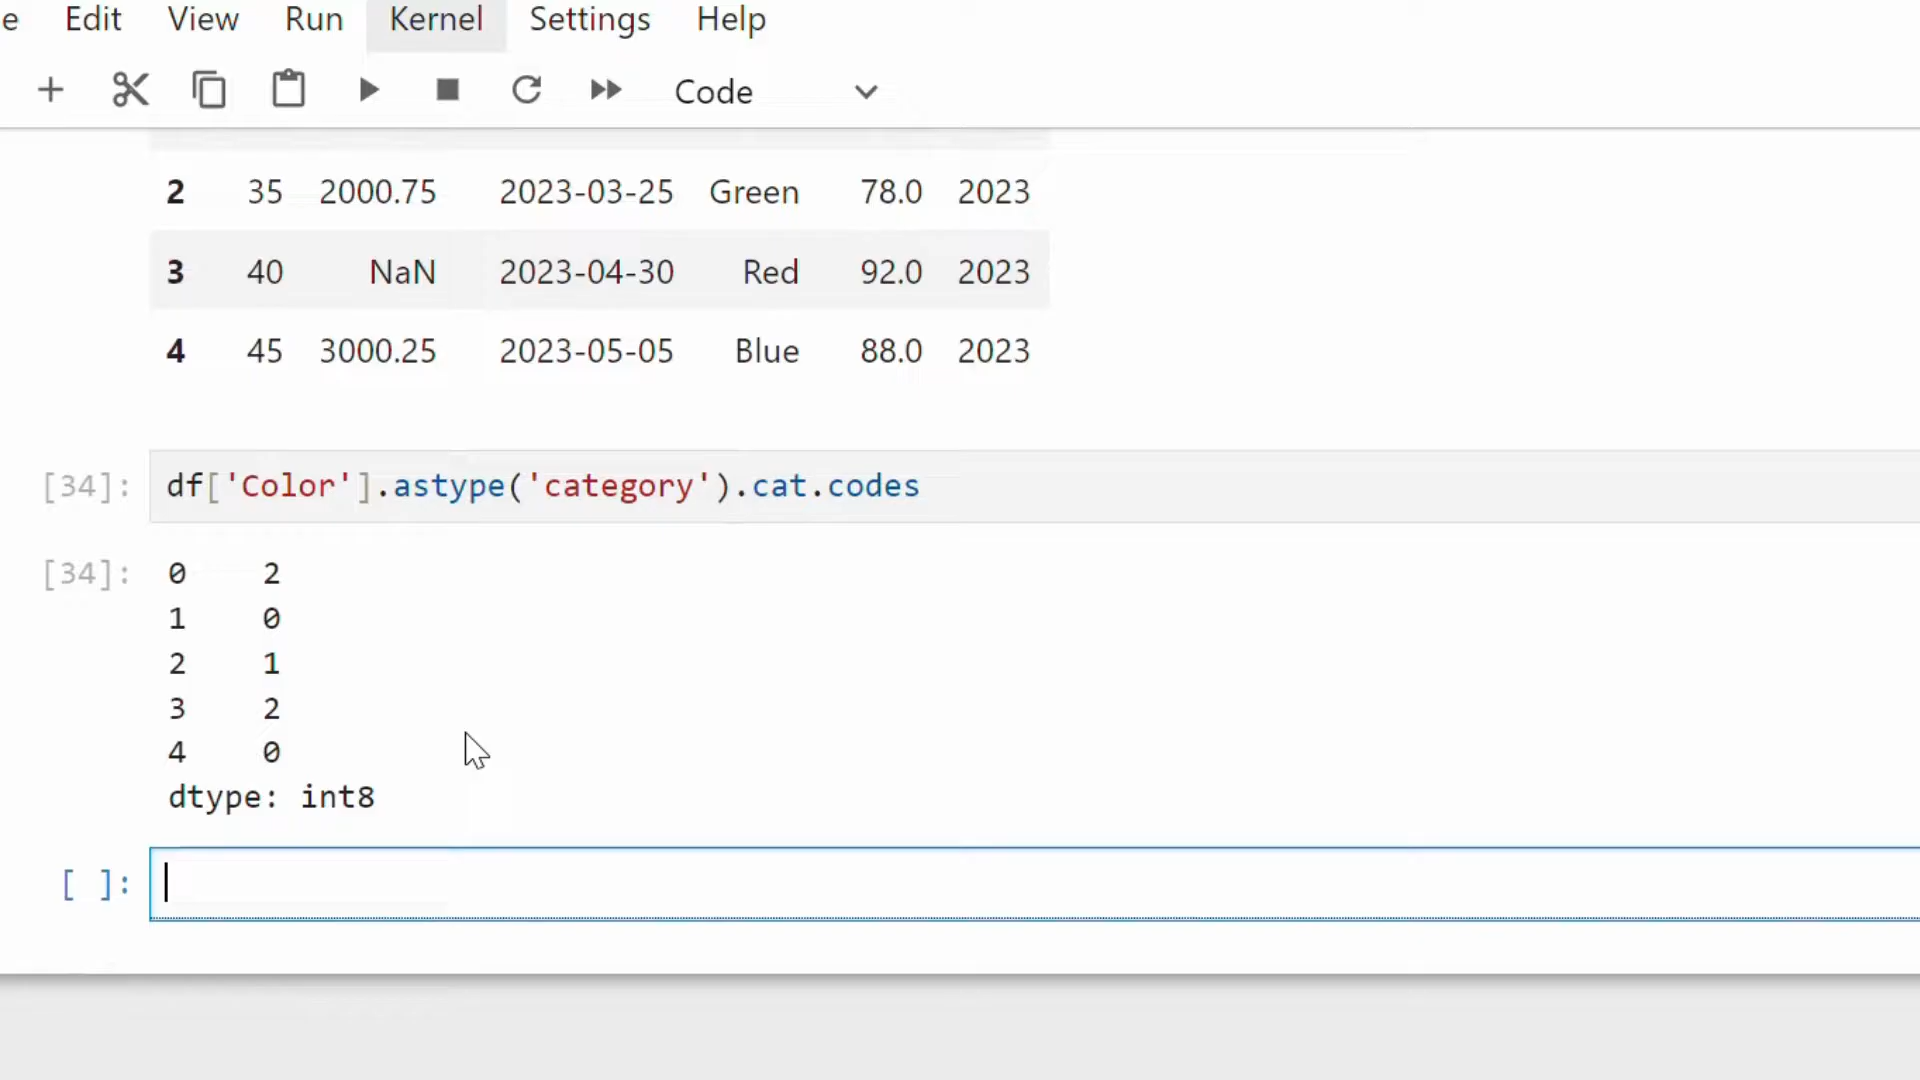 e Edit View Run Kernel Settings Help
Code
2 35 2000.75 2023-03-25 Green 78.0 2023
3 40 NaN 2023-04-30 Red 92.0 2023
4 45 3000.25 2023-05-05 Blue 88.0 2023
[34]: df['Color'].astype('category').cat.codes
[34]: 0 2
1 0
2 1
3 2
4 0
dtype: int8
[ ]: